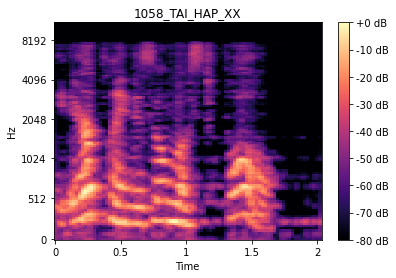 1058_TAI_HAP_XX
+0 dB
8192
-10 dB
4096
-20 dB
-30 dB
2048
Hz
-40 dB
1024
-50 dB
512
-60 dB
-70 dB
0
-80 dB
0
0.5
1
1.5
2
Time